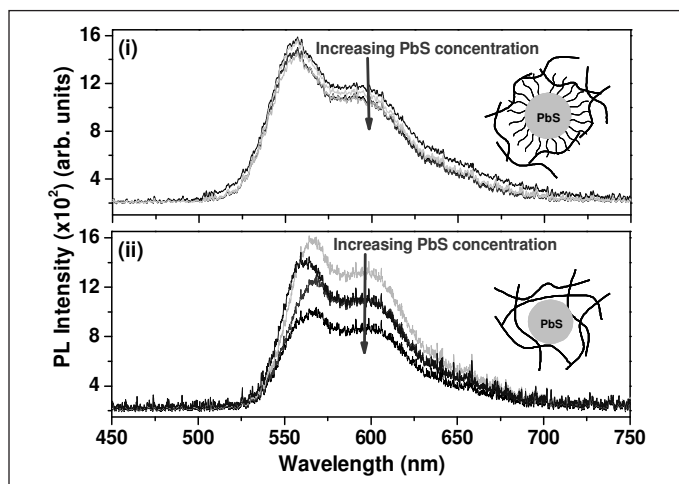 PL Intensity (x10²) (arb. units)
(i)
Increasing PbS concentration
PbS
16
12
8
4
(ii)
Increasing PbS concentration
PbS
16
12
8
4
450 500 550 600 650 700 750
Wavelength (nm)